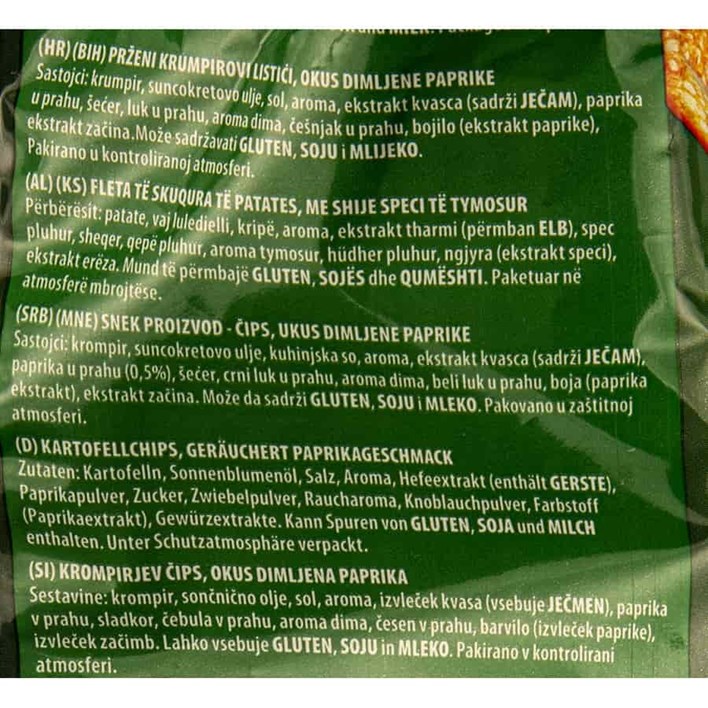 (HR) (BIH) PRŽENI KRUMPIROVI LISTIĆI, OKUS DIMLJENE PAPRIKE
Sastojci: krumpir, suncokretovo ulje, sol, aroma, ekstrakt kvasca (sadrži JEČAM), paprika
u prahu, šećer, luk u prahu, aroma dima, češnjak u prahu, bojilo (ekstrakt paprike),
ekstrakt začina. Može sadržavati GLUTEN, SOJU i MLIJEKO.
Pakirano u kontroliranoj atmosferi.
(AL) (KS) FLETA TË SKUQURA TË PATATES, ME SHIJE SPECI TË TYMOSUR
Përbërësit: patate, vaj luledielli, kripë, aroma, ekstrakt tharmi (përmban ELB), spec
pluhur, sheqer, qepë pluhur, aroma tymosur, hüdher pluhur, ngjyra (ekstrakt speci),
ekstrakt erëza. Mund të përmbajë GLUTEN, SOJËS dhe QUMËSHTI. Paketuar në
atmosferë mbrojtëse.
(SRB) (MNE) SNEK PROIZVOD - ČIPS, UKUS DIMLJENE PAPRIKE
Sastojci: krompir, suncokretovo ulje, kuhinjska so, aroma, ekstrakt kvasca (sadrži JEČAM),
paprika u prahu (0,5%), šećer, crni luk u prahu, aroma dima, beli luk u prahu, boja (paprika
ekstrakt), ekstrakt začina. Može da sadrži GLUTEN, SOJU i MLEKO. Pakovano u zaštitnoj
atmosferi.
(D) KARTOFELLCHIPS, GERÄUCHERT PAPRIKAGESCHMACK
Zutaten: Kartofelln, Sonnenblumenöl, Salz, Aroma, Hefeextrakt (enthält GERSTE),
Paprikapulver, Zucker, Zwiebelpulver, Raucharoma, Knoblauchpulver, Farbstoff
(Paprikaextrakt), Gewürzextrakte. Kann Spuren von GLUTEN, SOJA und MILCH
enthalten. Unter Schutzatmosphäre verpackt.
(SI) KROMPIRJEV ČIPS, OKUS DIMLJENA PAPRIKA
Sestavine: krompir, sončnično olje, sol, aroma, izvleček kvasa (vsebuje JEČMEN), paprika
v prahu, sladkor, čebula v prahu, aroma dima, česen v prahu, barvilo (izvleček paprike),
izvleček začimb. Lahko vsebuje GLUTEN, SOJU in MLEKO. Pakirano v kontrolirani
atmosferi.